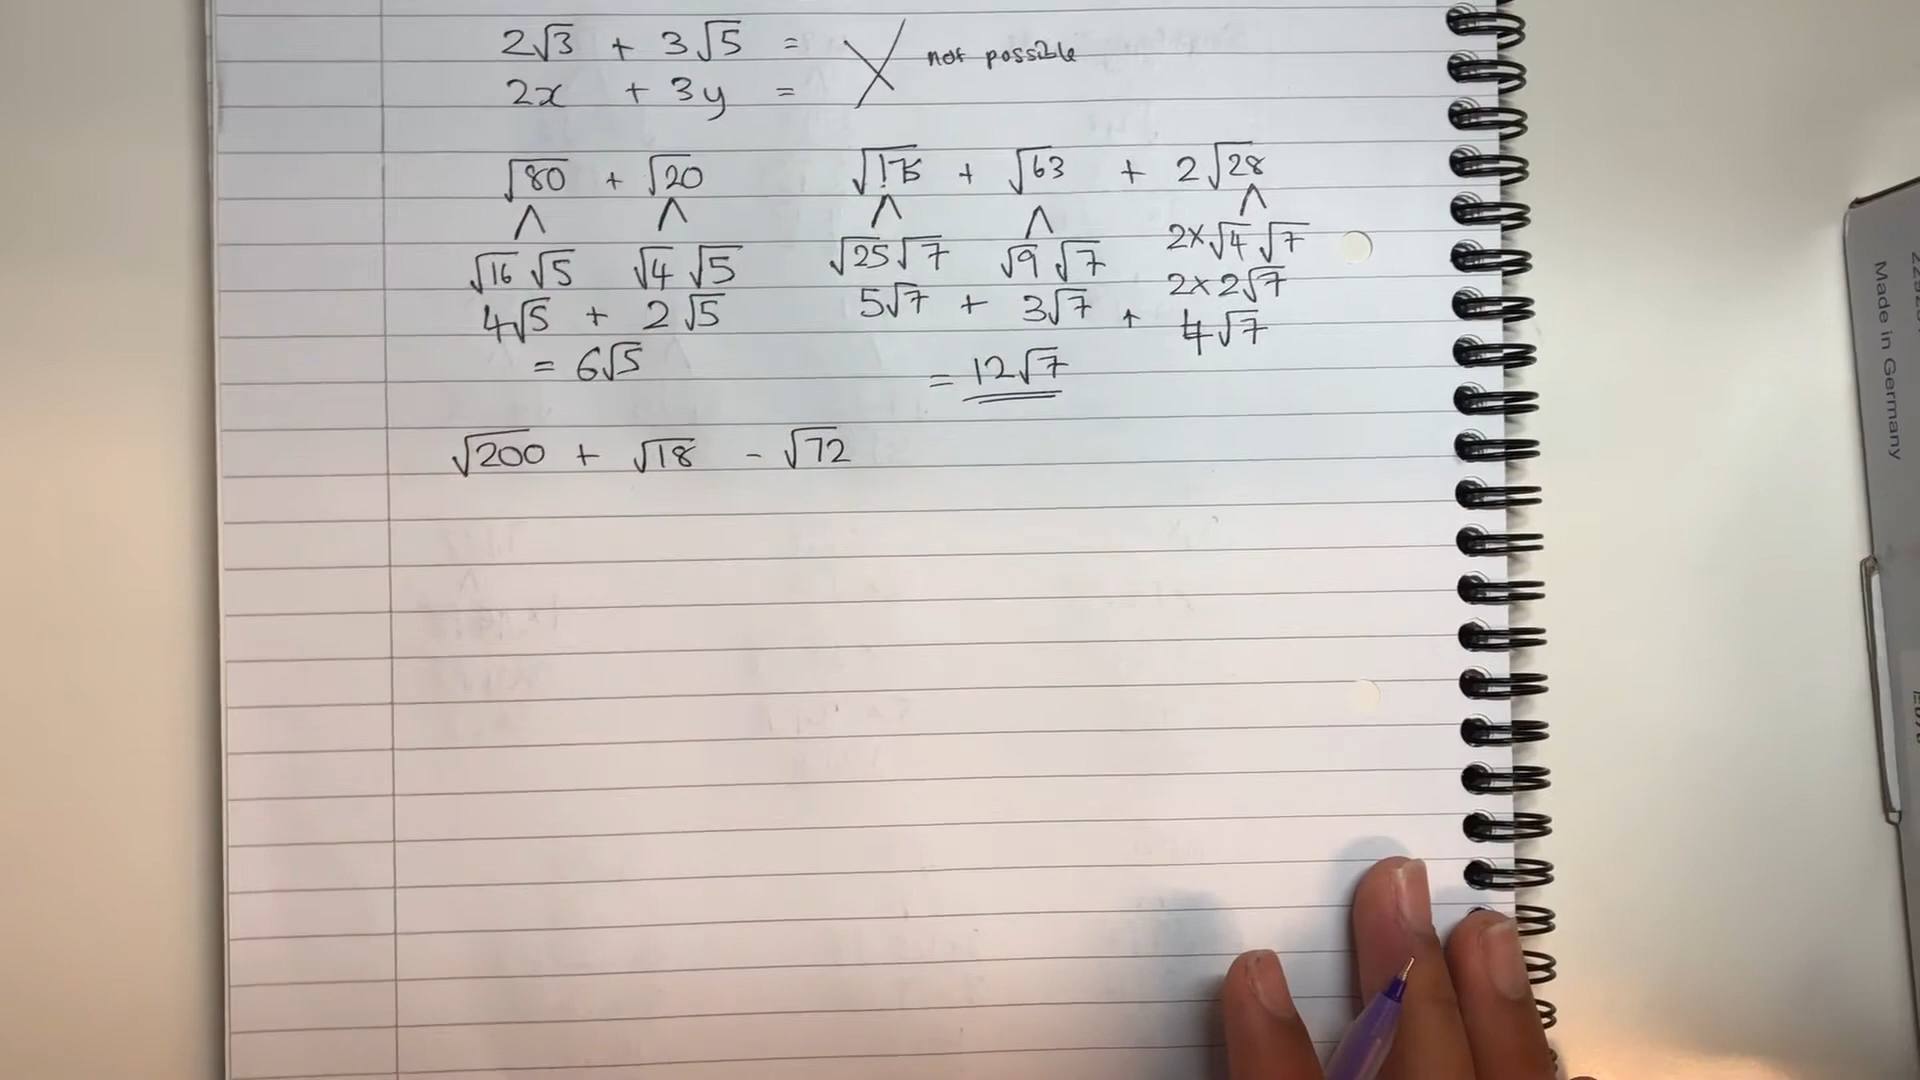 2√3 + 3√5 = not possible
2x + 3y =
√80 + √20
√16 √5 √4 √5
4√5 + 2√5
= 6√5
√175 + √63 + 2√28
√25 √7 √9 √7 2×√4 √7
2×2√7
5√7 + 3√7 + 4√7
= 12√7
√200 + √18 - √72
Made in Germany